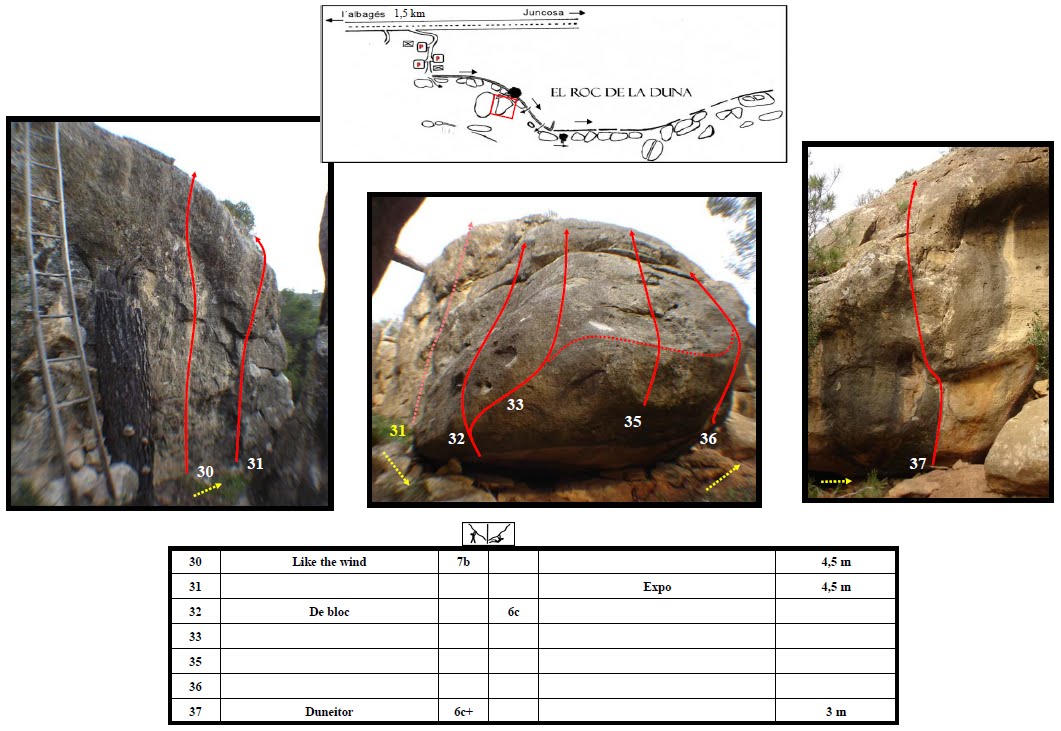 l'albagés 1,5 km
Juncosa
P
P
P
EL ROC DE LA DUNA
30
31
31
32
33
35
36
37
30 Like the wind 7b 4,5 m
31 Expo 4,5 m
32 De bloc 6c
33
35
36
37 Duneitor 6c+ 3 m